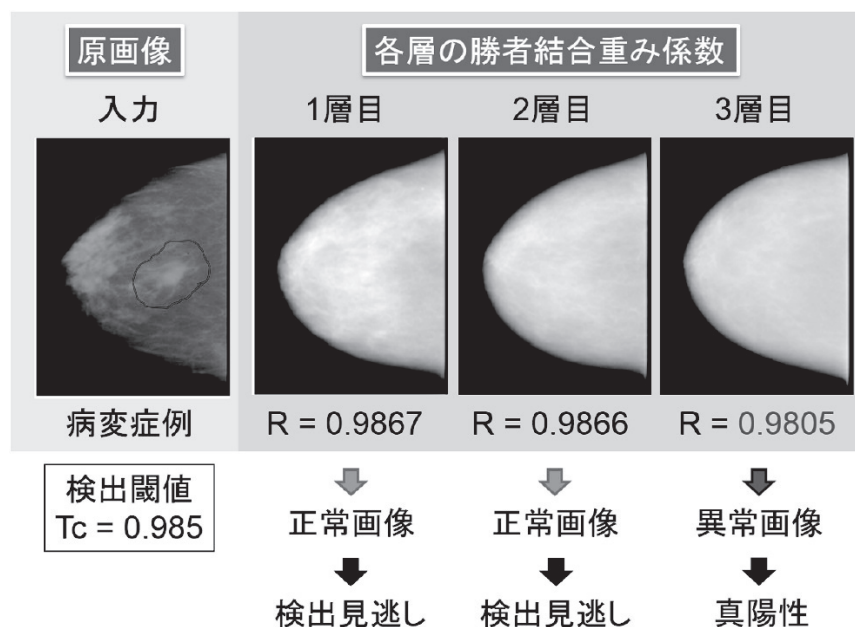 原画像
各層の勝者結合重み係数
入力
1層目
2層目
3層目
病変症例
R = 0.9867
R = 0.9866
R = 0.9805
検出閾値
Tc = 0.985
正常画像
正常画像
異常画像
検出見逃し
検出見逃し
真陽性